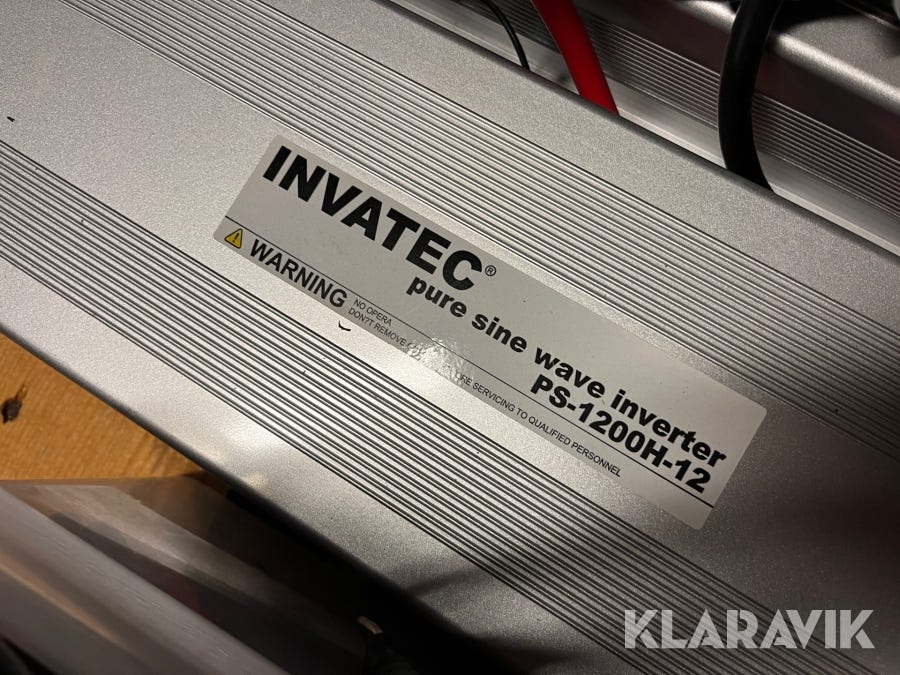 INVATEC®
pure sine wave inverter
PS-1200H-12
WARNING
NO OPERA
DON?T REMOVE RE SERVICING TO QUALIFIED PERSONNEL
KLARAVIK